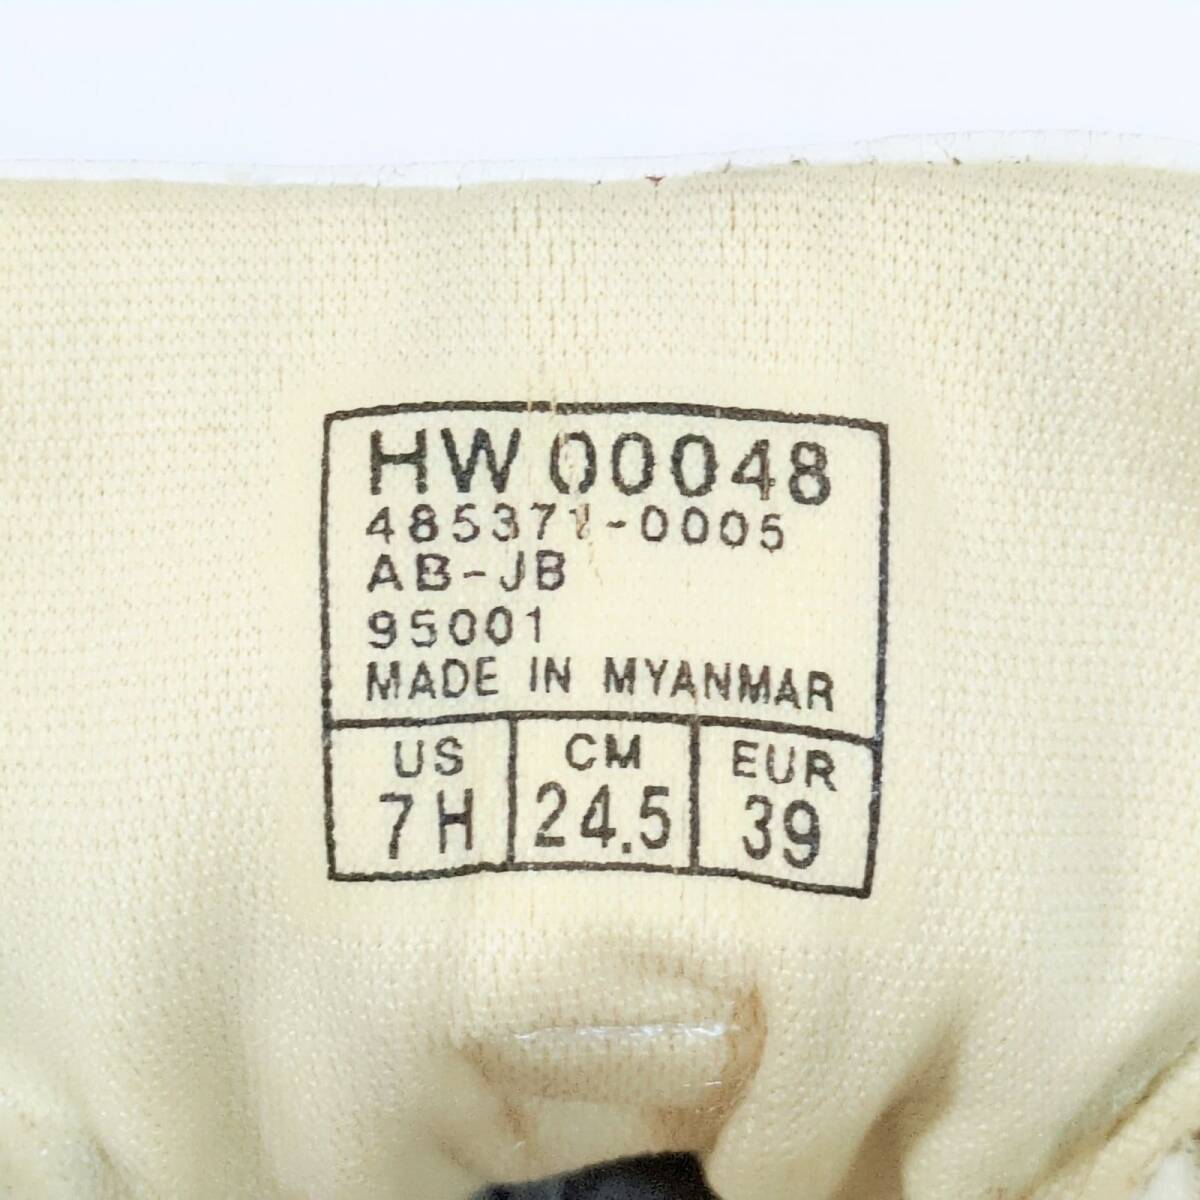 HW 00048
485371-0005
AB-JB
95001
MADE IN MYANMAR
US CM EUR
7H 24.5 39